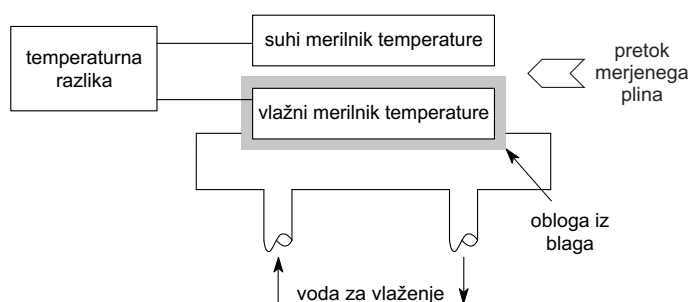 temperaturna
razlika
suhi merilnik temperature
vlažni merilnik temperature
pretok
merjenega
plina
obloga iz
blaga
voda za vlaženje